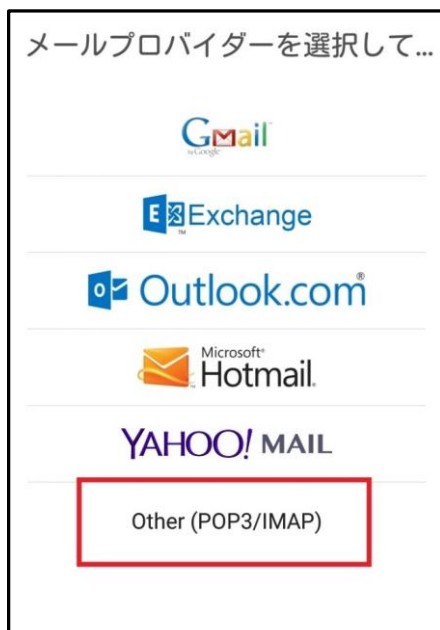 メールプロバイダーを選択して...
Gmail
by Google
E Exchange
TM
o Outlook.com®
Microsoft®
Hotmail.
YAHOO! MAIL
Other (POP3/IMAP)